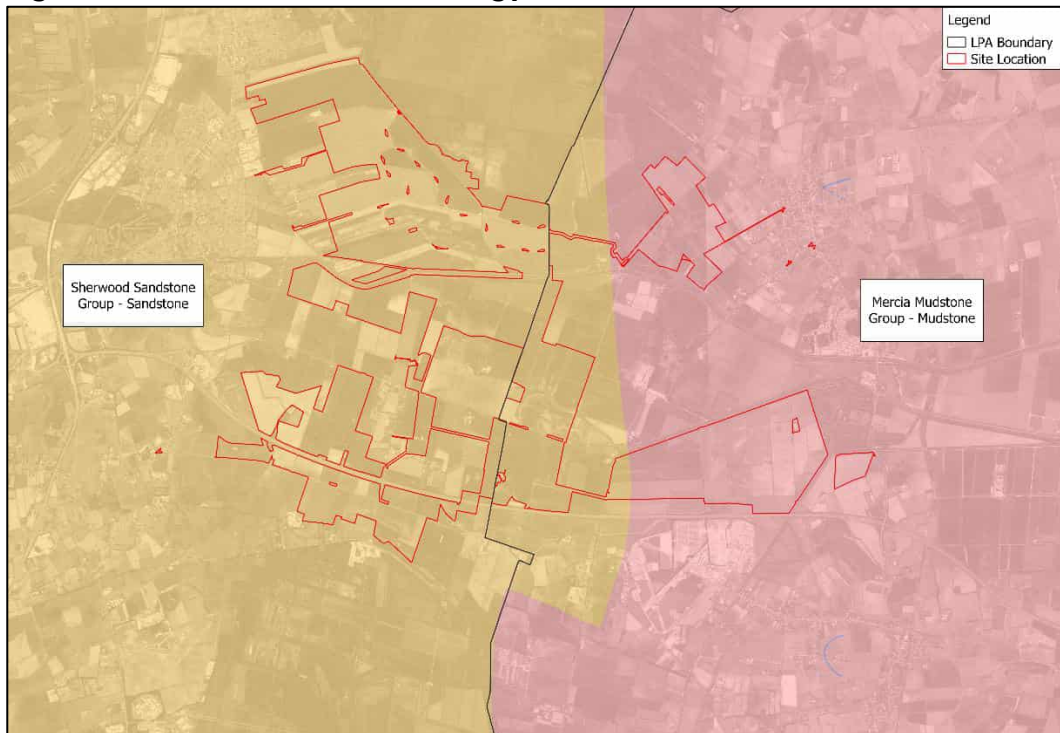 Legend
LPA Boundary
Site Location
Sherwood Sandstone
Group - Sandstone
Mercia Mudstone
Group - Mudstone